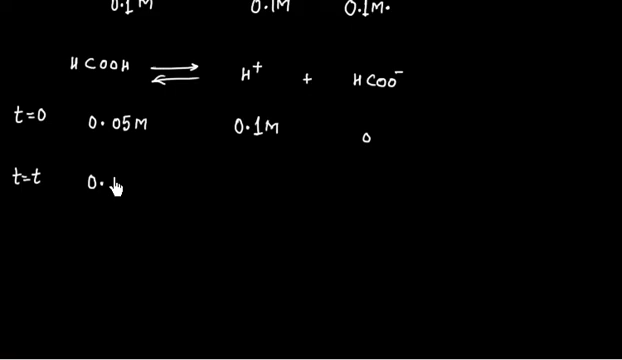 0.1M 0.1M 0.1M.
HCOOH ⇌ H⁺ + HCOO⁻
t=0 0.05M 0.1M 0
t=t 0.